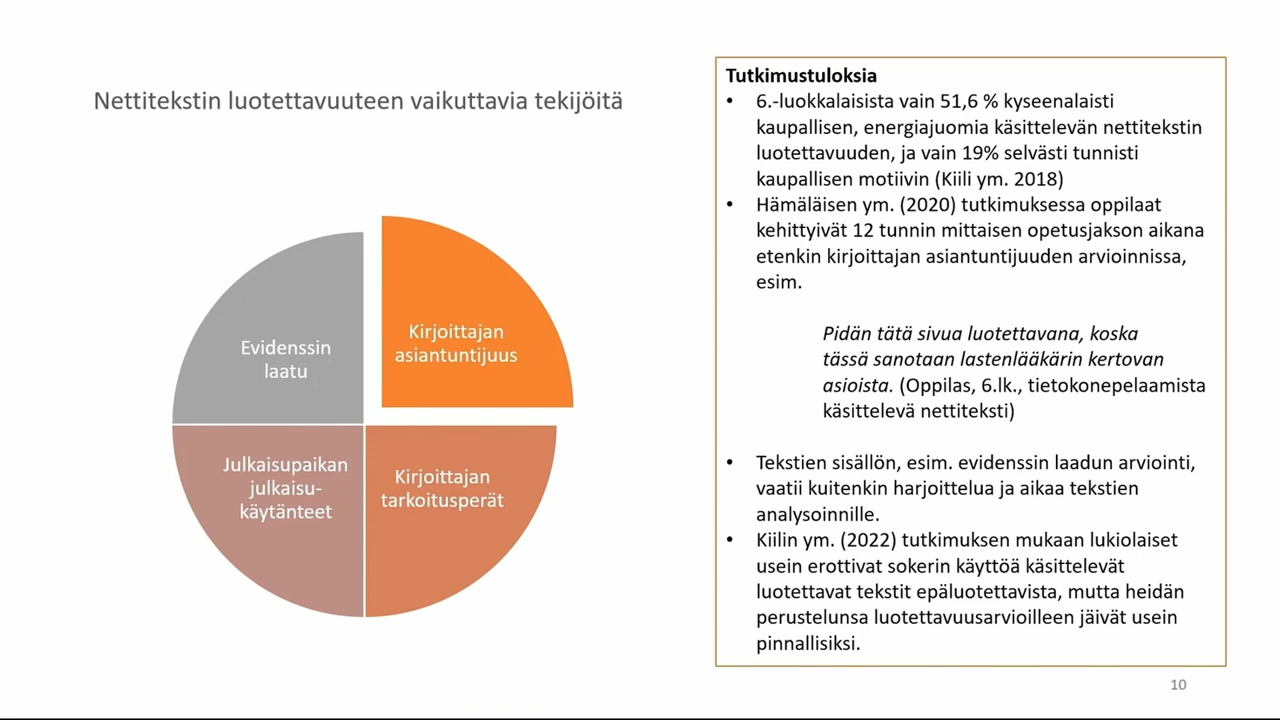 Nettitekstin luotettavuuteen vaikuttavia tekijöitä
Evidenssin
laatu
Kirjoittajan
asiantuntijuus
Julkaisupaikan
julkaisu-
käytänteet
Kirjoittajan
tarkoitusperät
Tutkimustuloksia
• 6.-luokkalaisista vain 51,6 % kyseenalaisti
kaupallisen, energiajuomia käsittelevän nettitekstin
luotettavuuden, ja vain 19% selvästi tunnisti
kaupallisen motiivin (Kiili ym. 2018)
• Hämäläisen ym. (2020) tutkimuksessa oppilaat
kehittyivät 12 tunnin mittaisen opetusjakson aikana
etenkin kirjoittajan asiantuntijuuden arvioinnissa,
esim.
Pidän tätä sivua luotettavana, koska
tässä sanotaan lastenlääkärin kertovan
asioista. (Oppilas, 6.lk., tietokonepelaamista
käsittelevä nettiteksti)
• Tekstien sisällön, esim. evidenssin laadun arviointi,
vaatii kuitenkin harjoittelua ja aikaa tekstien
analysoinnille.
• Kiilin ym. (2022) tutkimuksen mukaan lukiolaiset
usein erottivat sokerin käyttöä käsittelevät
luotettavat tekstit epäluotettavista, mutta heidän
perustelunsa luotettavuusarvioilleen jäivät usein
pinnallisiksi.
10